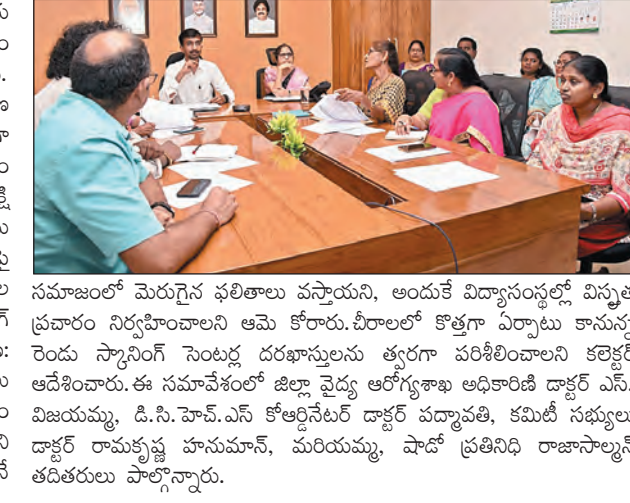 సమాజంలో మెరుగైన ఫలితాలు వస్తాయని, అందుకే విద్యాసంస్థల్లో విస్తృత
ప్రచారం నిర్వహించాలని ఆమె కోరారు.చీరాలలో కొత్తగా ఏర్పాటు కానున్న
రెండు స్కానింగ్ సెంటర్ల దరఖాస్తులను త్వరగా పరిశీలించాలని కలెక్టర్
ఆదేశించారు.ఈ సమావేశంలో జిల్లా వైద్య ఆరోగ్యశాఖ అధికారిణి డాక్టర్ ఎస్.
విజయమ్మ, డి.సి.హెచ్.ఎస్ కోఆర్డినేటర్ డాక్టర్ పద్మావతి, కమిటీ సభ్యులు
డాక్టర్ రామకృష్ణ హనుమాన్, మరియమ్మ, షాడో ప్రతినిధి రాజాసాల్మన్
తదితరులు పాల్గొన్నారు.